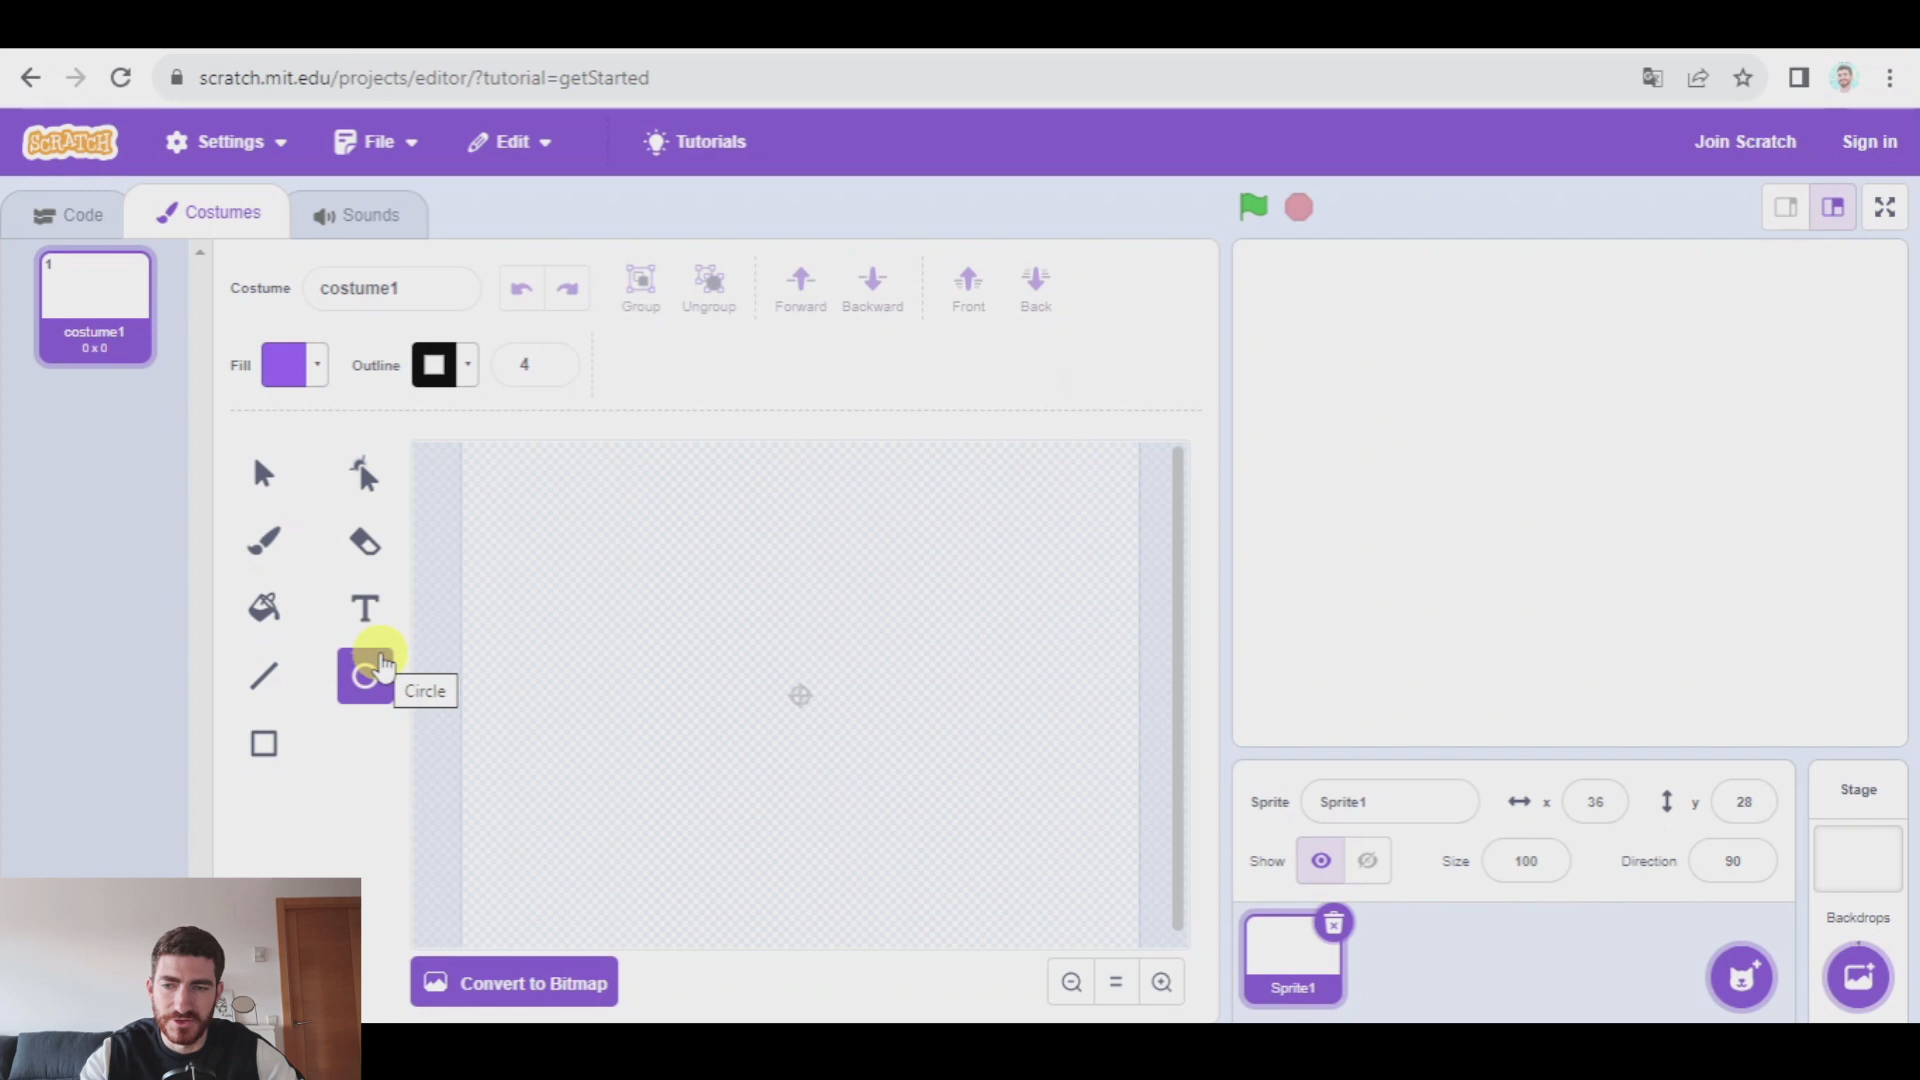 scratch.mit.edu/projects/editor/?tutorial=getStarted
SCRATCH
Settings
File
Edit
Tutorials
Join Scratch
Sign in
Code
Costumes
Sounds
1
costume1
0 x 0
Costume
costume1
Group
Ungroup
Forward
Backward
Front
Back
Fill
Outline
4
T
Circle
Convert to Bitmap
Sprite
Sprite1
x
36
y
28
Show
Size
100
Direction
90
Sprite1
Stage
Backdrops
1